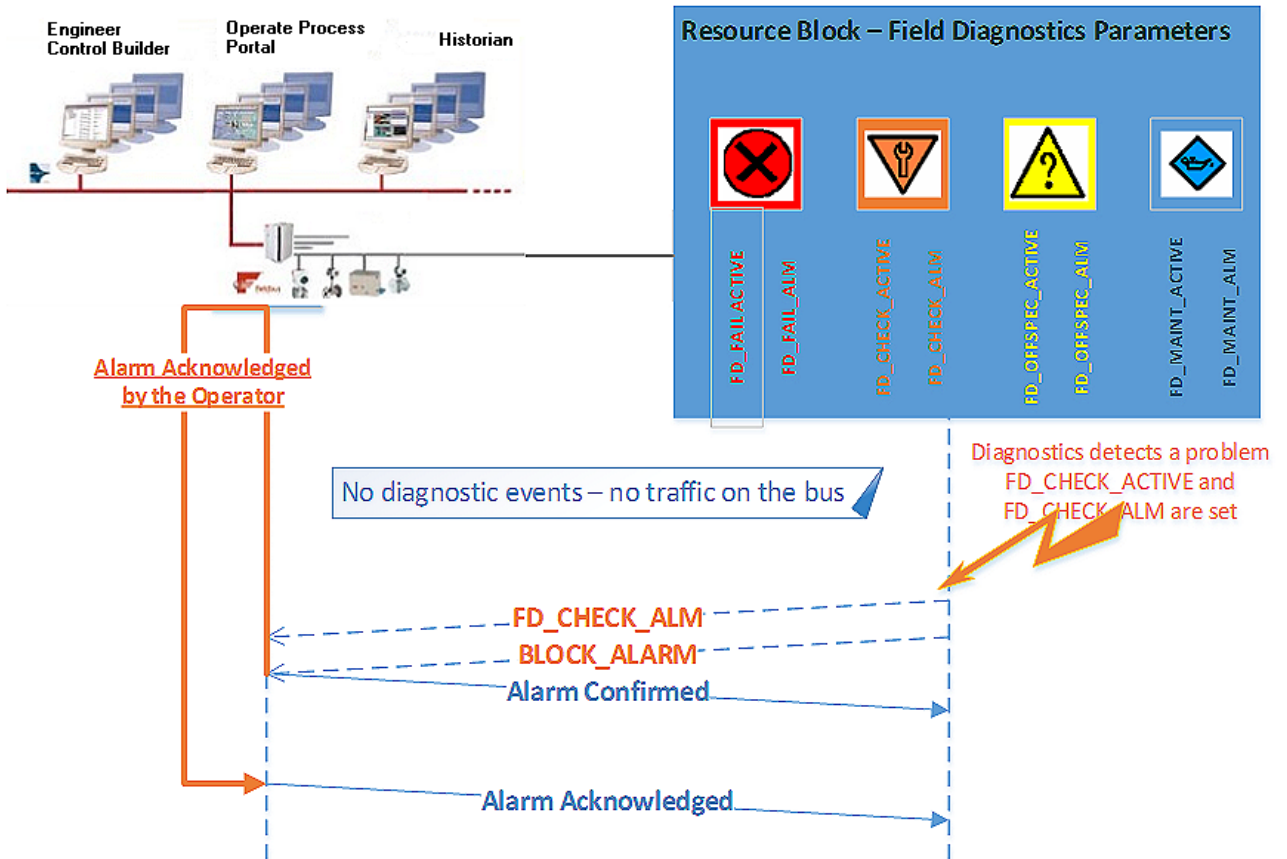 Engineer
Control Builder
Operate Process
Portal
Historian
Resource Block – Field Diagnostics Parameters
?
FD_FAILACTIVE
FD_FAIL_ALM
FD_CHECK_ACTIVE
FD_CHECK_ALM
FD_OFFSPEC_ACTIVE
FD_OFFSPEC_ALM
FD_MAINT_ACTIVE
FD_MAINT_ALM
Alarm Acknowledged
by the Operator
No diagnostic events – no traffic on the bus
Diagnostics detects a problem
FD_CHECK_ACTIVE and
FD_CHECK_ALM are set
FD_CHECK_ALM
BLOCK_ALARM
Alarm Confirmed
Alarm Acknowledged